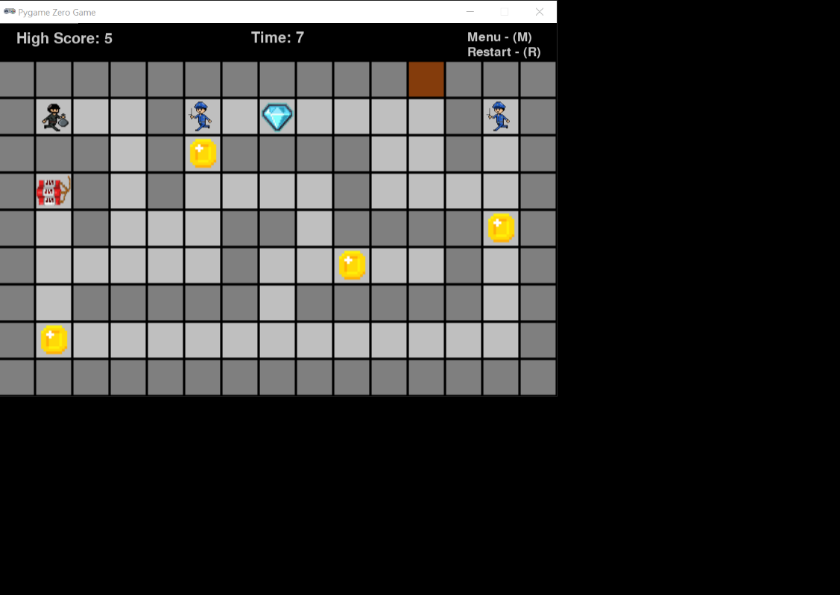 Pygame Zero Game
High Score: 5
Time: 7
Menu - (M)
Restart - (R)